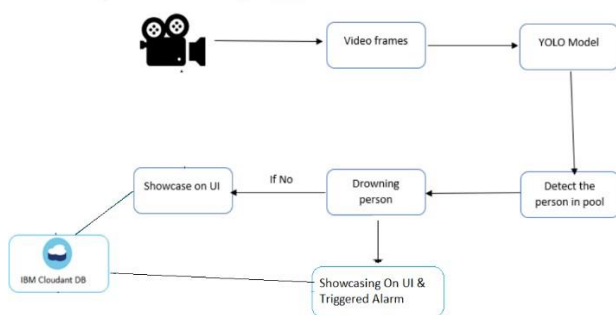 Video frames
YOLO Model
Detect the
person in pool
Drowning
person
If No
Showcase on UI
IBM Cloudant DB
Showcasing On UI &
Triggered Alarm